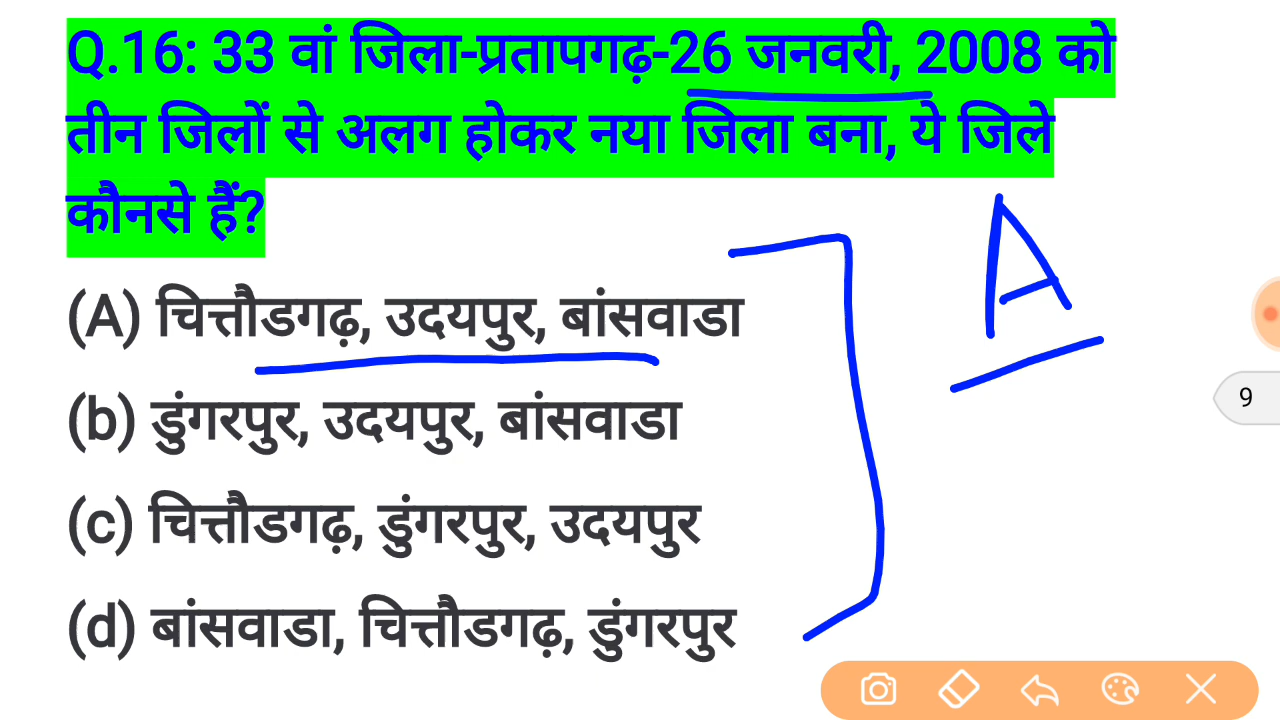 Q.16: 33 वां जिला-प्रतापगढ़-26 जनवरी, 2008 को
तीन जिलों से अलग होकर नया जिला बना, ये जिले
कौनसे हैं?
A
(A) चित्तौडगढ़, उदयपुर, बांसवाडा
(b) डुंगरपुर, उदयपुर, बांसवाडा
(c) चित्तौडगढ़, डुंगरपुर, उदयपुर
(d) बांसवाडा, चित्तौडगढ़, डुंगरपुर
9